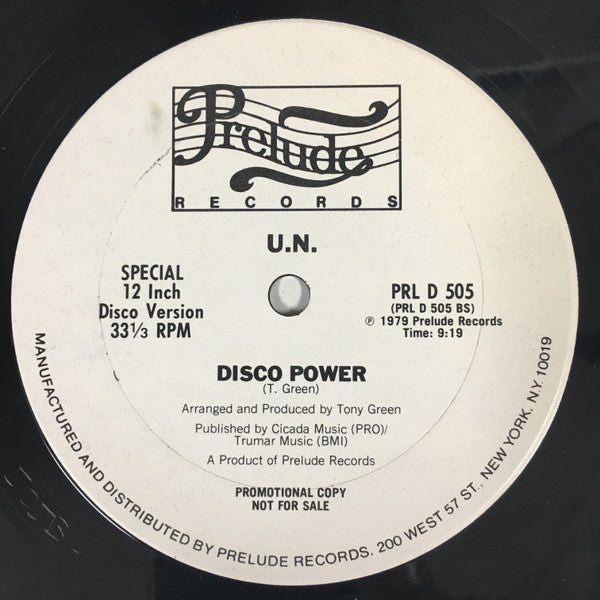 Prelude
RECORDS
U.N.
SPECIAL
12 Inch
Disco Version
33⅓ RPM
PRL D 505
(PRL D 505 BS)
℗ 1979 Prelude Records
Time: 9:19
DISCO POWER
(T. Green)
Arranged and Produced by Tony Green
Published by Cicada Music (PRO)/
Trumar Music (BMI)
A Product of Prelude Records
PROMOTIONAL COPY
NOT FOR SALE
MANUFACTURED AND DISTRIBUTED BY PRELUDE RECORDS, 200 WEST 57 ST., NEW YORK, NY 10019